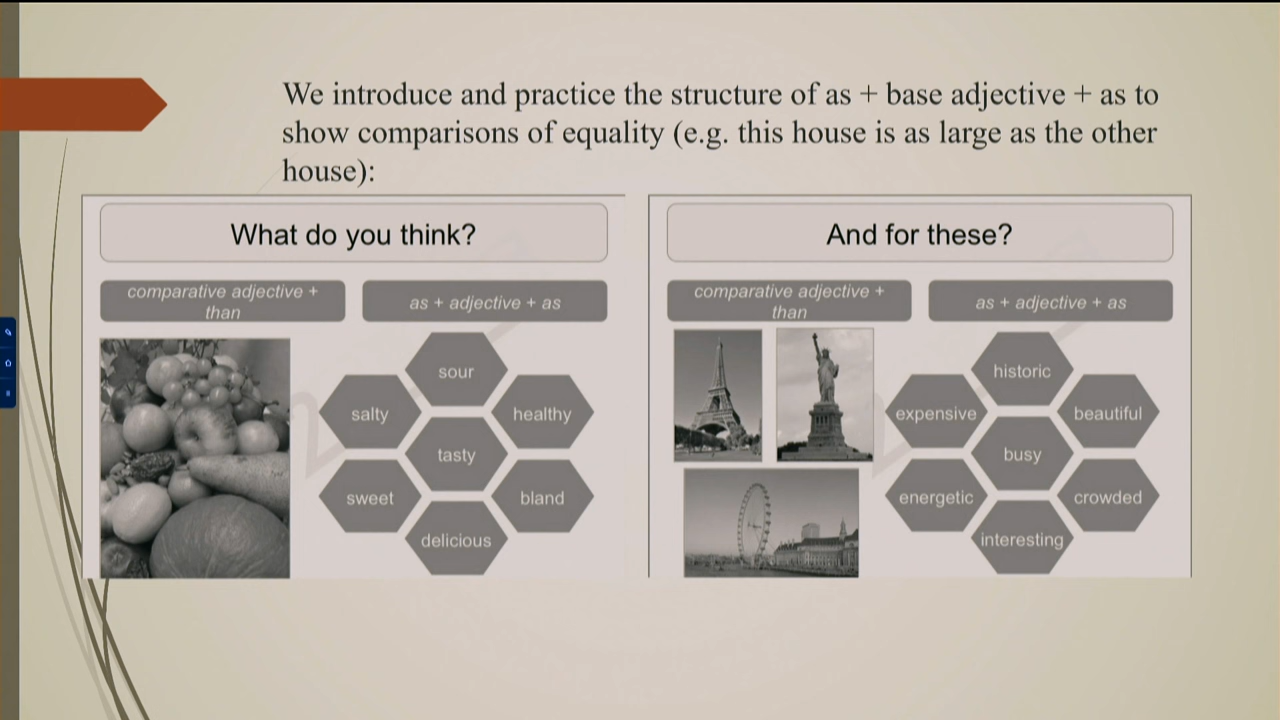 We introduce and practice the structure of as + base adjective + as to
show comparisons of equality (e.g. this house is as large as the other
house):
What do you think?
comparative adjective +
than
as + adjective + as
sour
salty
healthy
tasty
sweet
bland
delicious
And for these?
comparative adjective +
than
as + adjective + as
historic
expensive
beautiful
busy
energetic
crowded
interesting